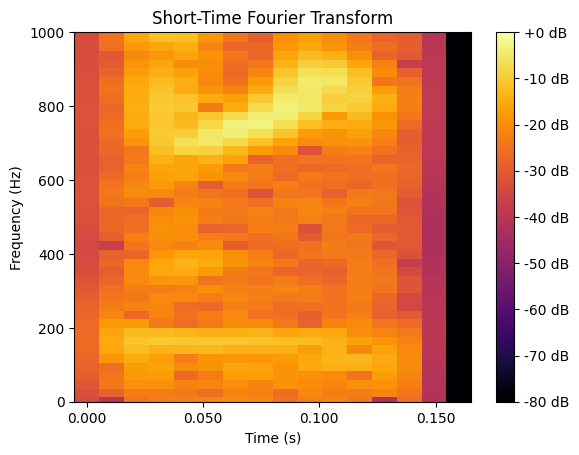 Short-Time Fourier Transform
1000
800
600
400
200
0
Frequency (Hz)
0.000
0.050
0.100
0.150
Time (s)
+0 dB
-10 dB
-20 dB
-30 dB
-40 dB
-50 dB
-60 dB
-70 dB
-80 dB